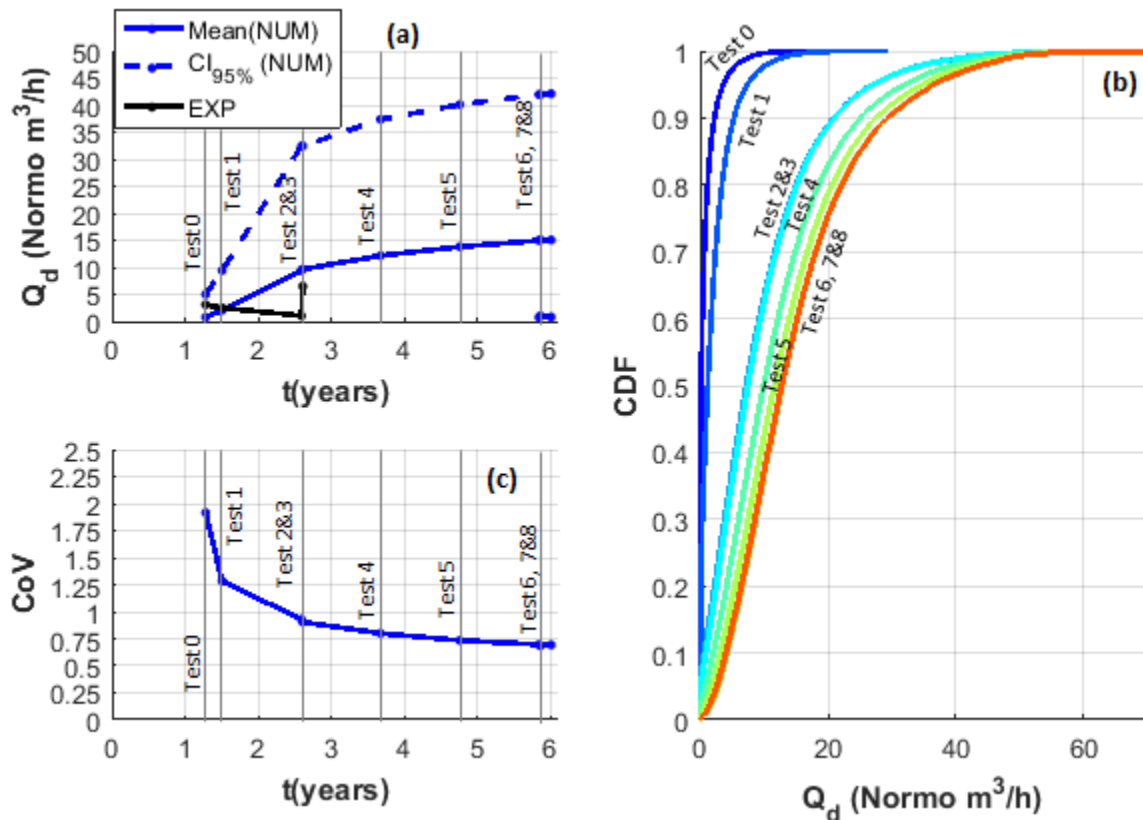 Mean(NUM)
CI95% (NUM)
EXP
(a)
50
45
40
35
30
25
20
15
10
5
0
Qd (Normo m³/h)
Test 0
Test 1
Test 2&3
Test 4
Test 5
Test 6, 7&8
0 1 2 3 4 5 6
t(years)
(c)
2.5
2.25
2
1.75
1.5
1.25
1
0.75
0.5
0.25
0
CoV
Test 0
Test 1
Test 2&3
Test 4
Test 5
Test 6, 7&8
0 1 2 3 4 5 6
t(years)
(b)
1
0.9
0.8
0.7
0.6
0.5
0.4
0.3
0.2
0.1
0
CDF
Test 0
Test 1
Test 2&3
Test 4
Test 5
Test 6, 7&8
0 20 40 60
Qd (Normo m³/h)